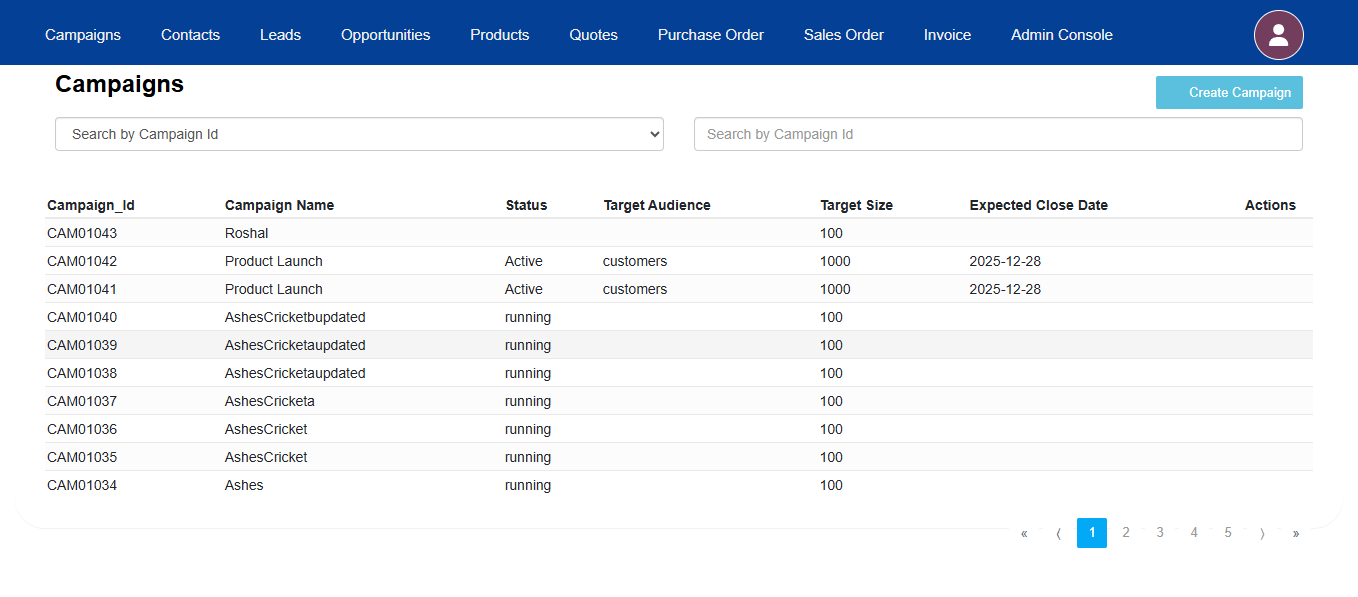 Campaigns Contacts Leads Opportunities Products Quotes Purchase Order Sales Order Invoice Admin Console
Campaigns
Create Campaign
Search by Campaign Id Search by Campaign Id
Campaign_Id Campaign Name Status Target Audience Target Size Expected Close Date Actions
CAM01043 Roshal 100
CAM01042 Product Launch Active customers 1000 2025-12-28
CAM01041 Product Launch Active customers 1000 2025-12-28
CAM01040 AshesCricketbupdated running 100
CAM01039 AshesCricketaupdated running 100
CAM01038 AshesCricketaupdated running 100
CAM01037 AshesCricketa running 100
CAM01036 AshesCricket running 100
CAM01035 AshesCricket running 100
CAM01034 Ashes running 100
« ⟨ 1 2 3 4 5 ⟩ »